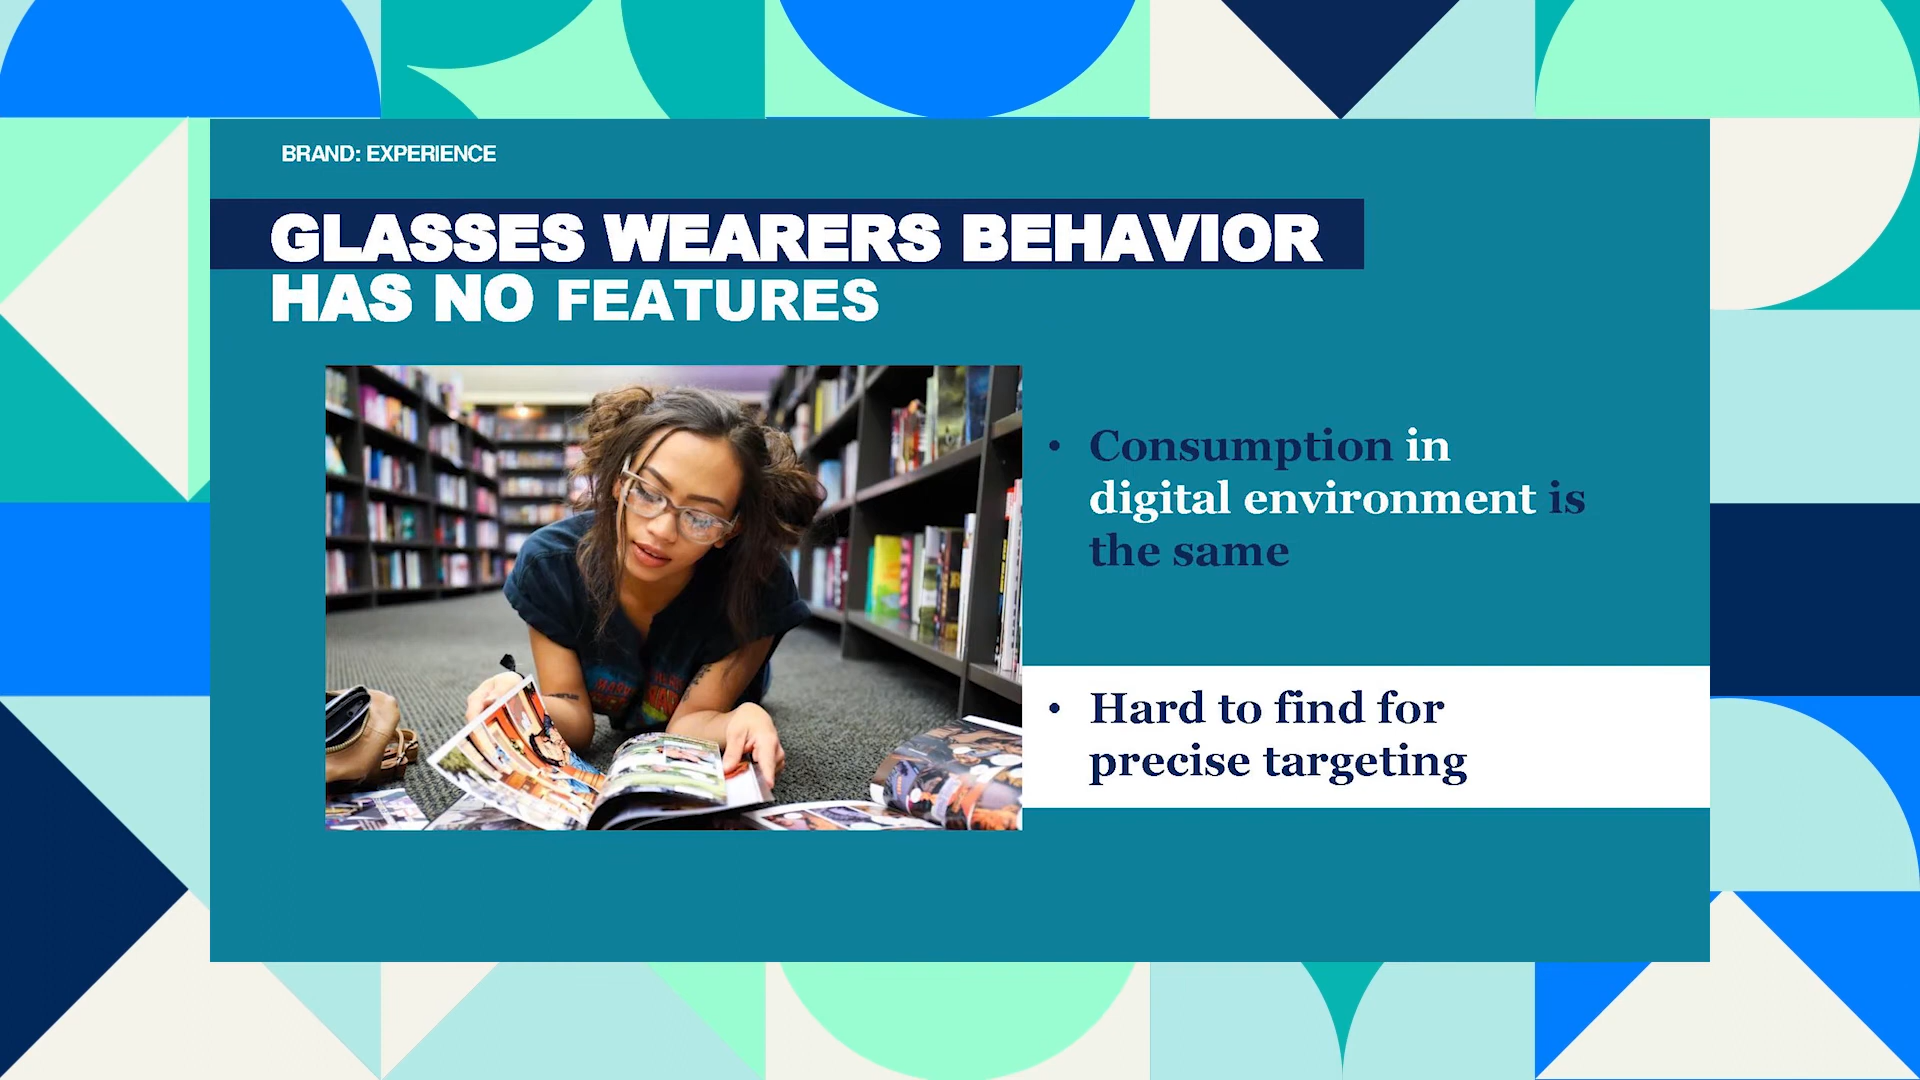 BRAND: EXPERIENCE
GLASSES WEARERS BEHAVIOR
HAS NO FEATURES
• Consumption in
digital environment is
the same
• Hard to find for
precise targeting